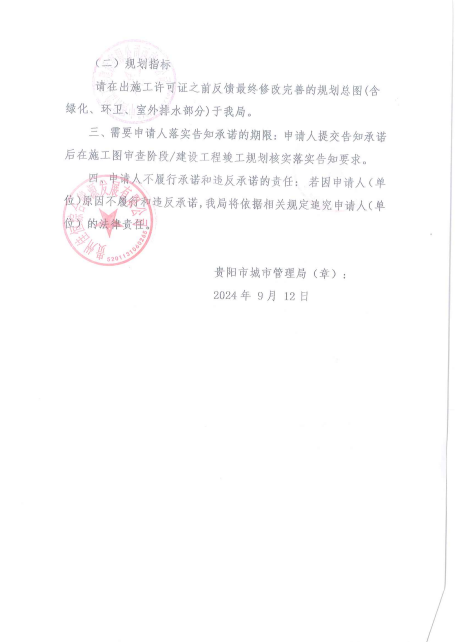 （二）规划指标
请在出施工许可证之前反馈最终修改完善的规划总图(含
绿化、环卫、室外排水部分)于我局。
三、需要申请人落实告知承诺的期限：申请人提交告知承诺
后在施工图审查阶段/建设工程竣工规划核实落实告知要求。
四、申请人不履行承诺和违反承诺的责任： 若因申请人（单
位）原因不履行和违反承诺,我局将依据相关规定追究申请人（单
位）的法律责任。
贵阳市城市管理局（章）：
2024年 9月 12日